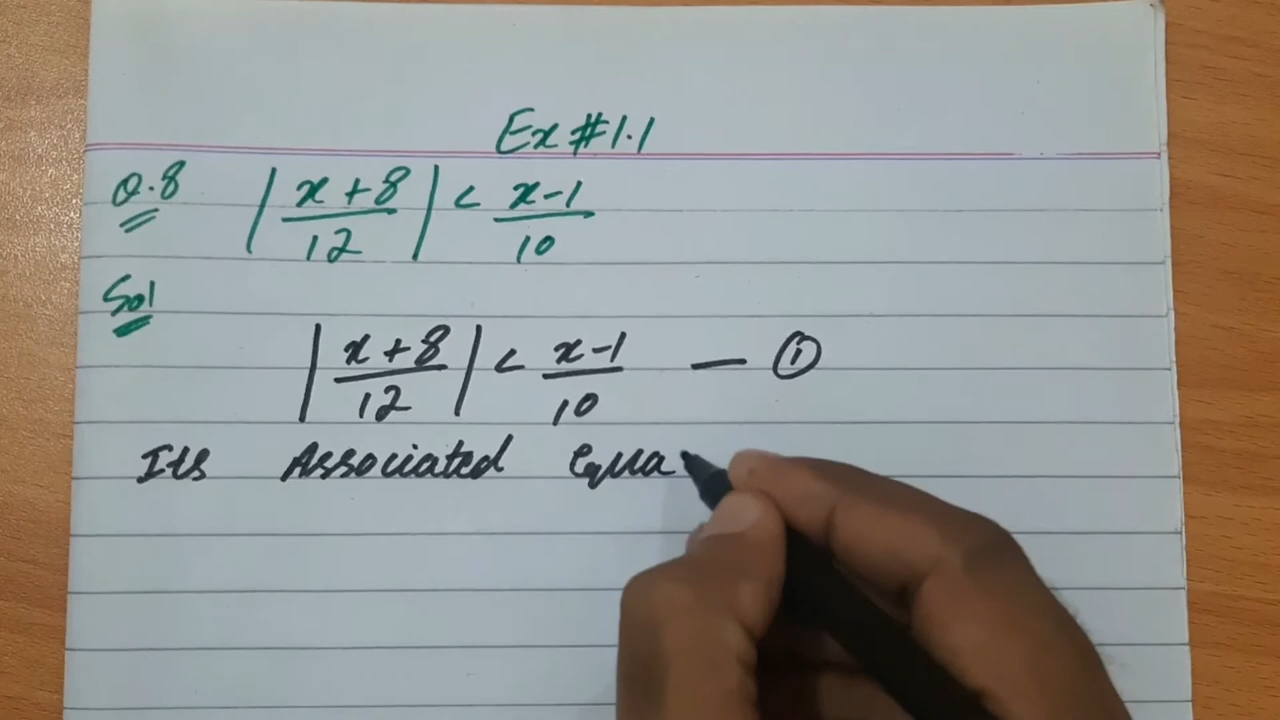 Ex #1.1
Q.8 |x+8/12| < x-1/10
Sol
|x+8/12| < x-1/10 — ①
Its Associated Equa